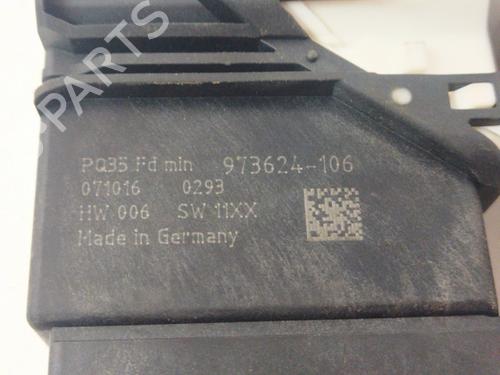 PQ35 Fd min 973624-106
071016 0293
HW 006 SW 11XX
Made in Germany
PARTS